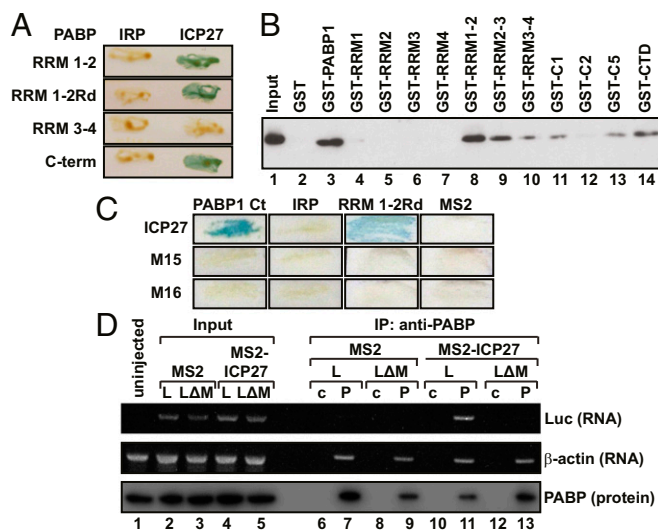 A
PABP IRP ICP27
RRM 1-2
RRM 1-2Rd
RRM 3-4
C-term
B
Input
GST
GST-PABP1
GST-RRM1
GST-RRM2
GST-RRM3
GST-RRM4
GST-RRM1-2
GST-RRM2-3
GST-RRM3-4
GST-C1
GST-C2
GST-C5
GST-CTD
1 2 3 4 5 6 7 8 9 10 11 12 13 14
C
PABP1 Ct IRP RRM 1-2Rd MS2
ICP27
M15
M16
D
uninjected
Input IP: anti-PABP
MS2 MS2-ICP27 MS2 MS2-ICP27
L LΔM L LΔM
L LΔM L LΔM
c P c P c P c P
Luc (RNA)
β-actin (RNA)
PABP (protein)
1 2 3 4 5 6 7 8 9 10 11 12 13